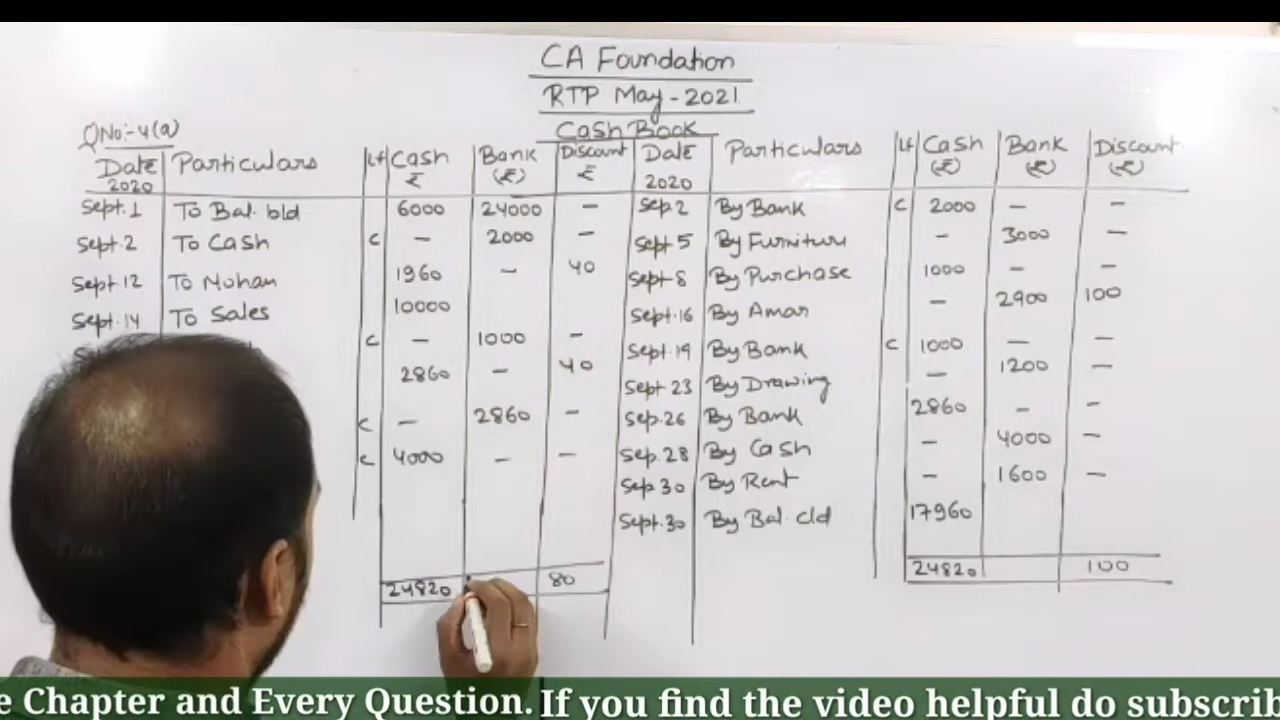 CA Foundation
RTP May-2021
QNo:-4(a)
Cash Book
Date Particulars Lf Cash Bank Discount Date Particulars Lf Cash Bank Discount
2020 ₹ (₹) ₹ 2020 (₹) (₹) (₹)
Sept.1 To Bal. b/d 6000 24000 – Sep 2 By Bank C 2000 – –
Sept.2 To Cash C – 2000 – Sept 5 By Furniture – 3000 –
Sept 12 To Mohan 1960 – 40 Sept 8 By Purchase 1000 – –
Sept.14 To Sales 10000 Sept.16 By Amar – 2900 100
C – 1000 – Sept.19 By Bank C 1000 – –
2860 – 40 Sept 23 By Drawing – 1200 –
C – 2860 – Sep.26 By Bank 2860 – –
C 4000 – – Sep.28 By Cash – 4000 –
Sep 30 By Rent – 1600 –
Sept.30 By Bal. c/d 17960
24820 80 24820 100
e Chapter and Every Question. If you find the video helpful do subscrib